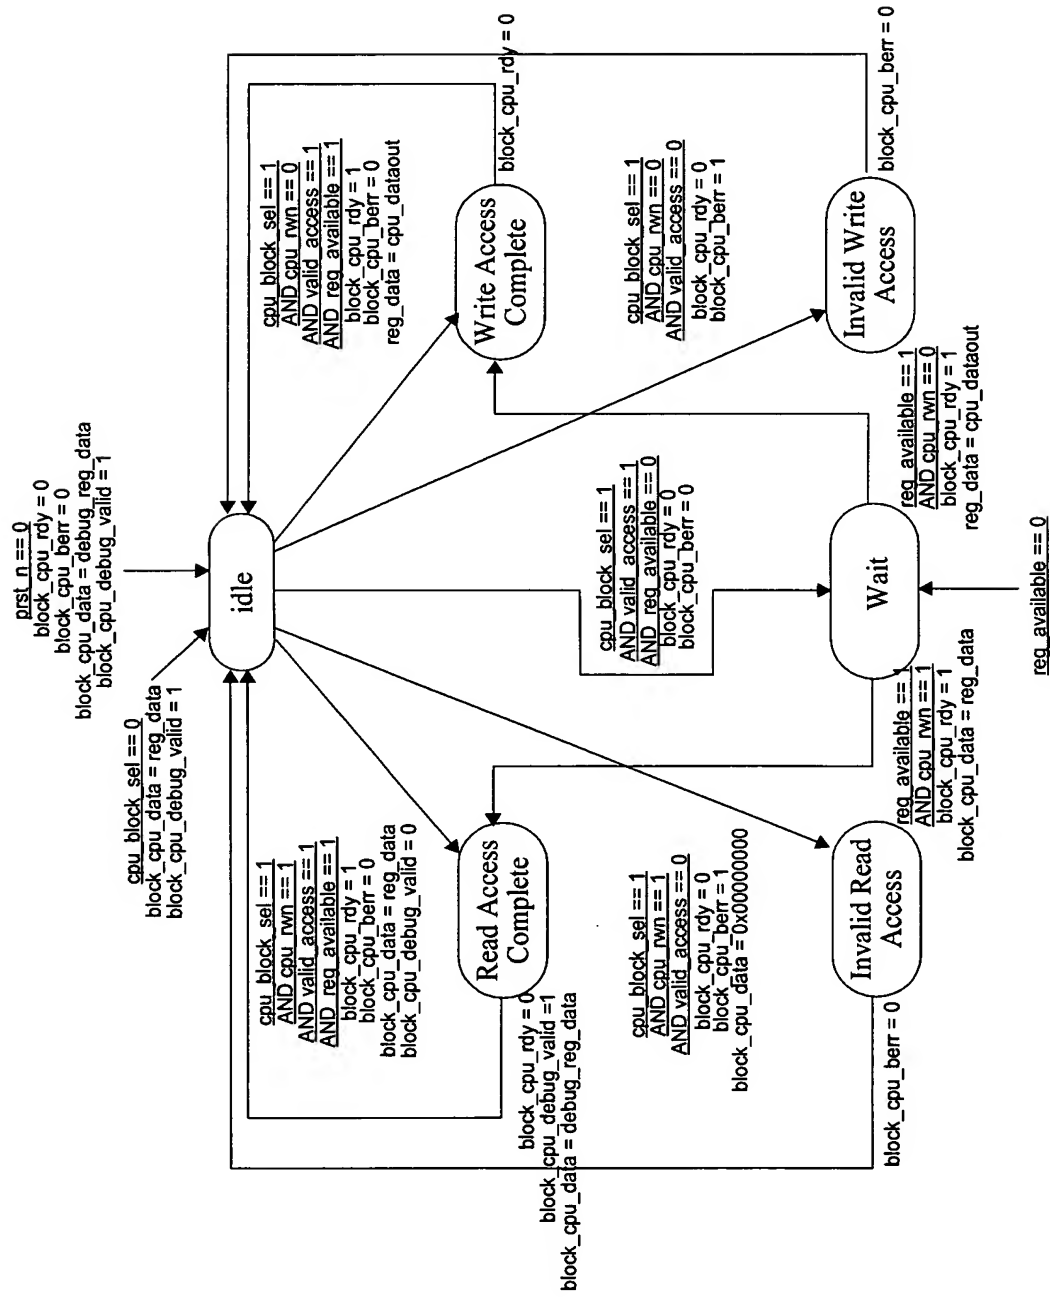 prst_n == 0
block_cpu_rdy = 0
block_cpu_berr = 0
block_cpu_data = debug_reg_data
block_cpu_debug_valid = 1
cpu_block_sel == 0
block_cpu_data = reg_data
block_cpu_debug_valid = 1
idle
cpu_block_sel == 1
AND cpu_rwn == 1
AND valid_access == 1
AND reg_available == 1
block_cpu_rdy = 1
block_cpu_berr = 0
block_cpu_data = reg_data
block_cpu_debug_valid = 0
cpu_block_sel == 1
AND cpu_rwn == 0
AND valid_access == 1
AND reg_available == 1
block_cpu_rdy = 1
block_cpu_berr = 0
reg_data = cpu_dataout
Read Access
Complete
Write Access
Complete
block_cpu_rdy = 0
block_cpu_debug_valid =1
block_cpu_data = debug_reg_data
block_cpu_rdy = 0
cpu_block_sel == 1
AND cpu_rwn == 1
AND valid_access == 0
block_cpu_rdy = 0
block_cpu_berr = 1
block_cpu_data = 0x00000000
cpu_block_sel == 1
AND valid_access == 1
AND reg_available == 0
block_cpu_rdy = 0
block_cpu_berr = 0
cpu_block_sel == 1
AND cpu_rwn == 0
AND valid_access == 0
block_cpu_rdy = 0
block_cpu_berr = 1
Invalid Read
Access
Wait
Invalid Write
Access
block_cpu_berr = 0
reg_available == 1
AND cpu_rwn == 1
block_cpu_rdy = 1
block_cpu_data = reg_data
reg_available == 1
AND cpu_rwn == 0
block_cpu_rdy = 1
reg_data = cpu_dataout
block_cpu_berr = 0
reg_available == 0